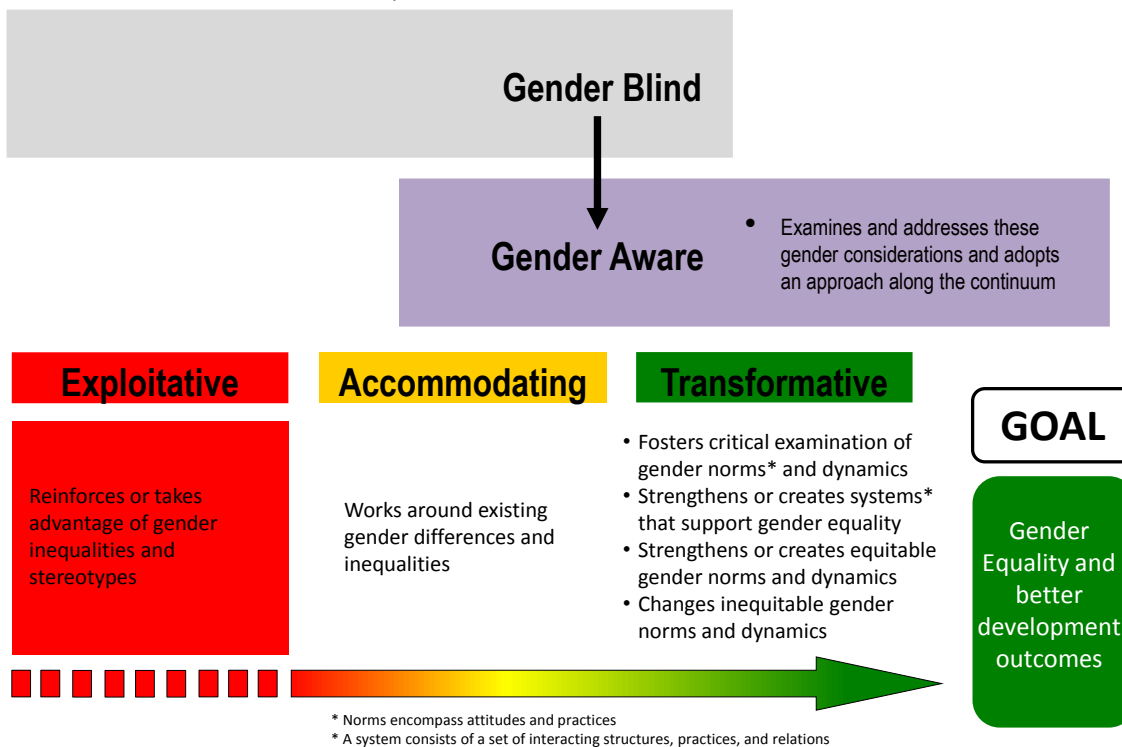 Gender Blind
Gender Aware
• Examines and addresses these
gender considerations and adopts
an approach along the continuum
Exploitative
Reinforces or takes
advantage of gender
inequalities and
stereotypes
Accommodating
Works around existing
gender differences and
inequalities
Transformative
• Fosters critical examination of
gender norms* and dynamics
• Strengthens or creates systems*
that support gender equality
• Strengthens or creates equitable
gender norms and dynamics
• Changes inequitable gender
norms and dynamics
GOAL
Gender
Equality and
better
development
outcomes
* Norms encompass attitudes and practices
* A system consists of a set of interacting structures, practices, and relations